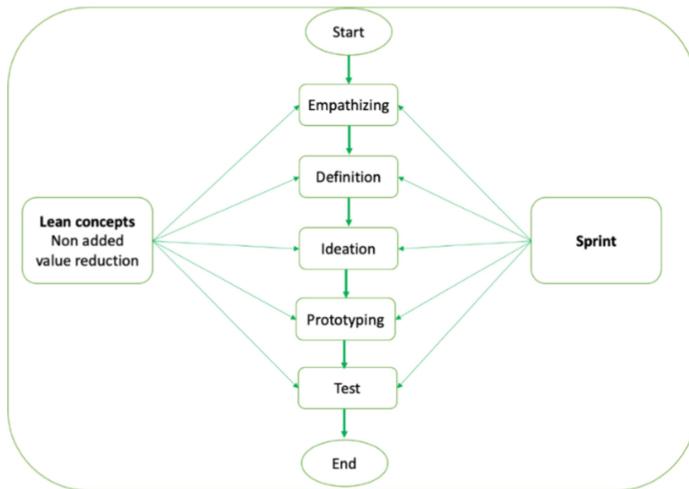 Start
Empathizing
Definition
Lean concepts
Non added
value reduction
Ideation
Sprint
Prototyping
Test
End